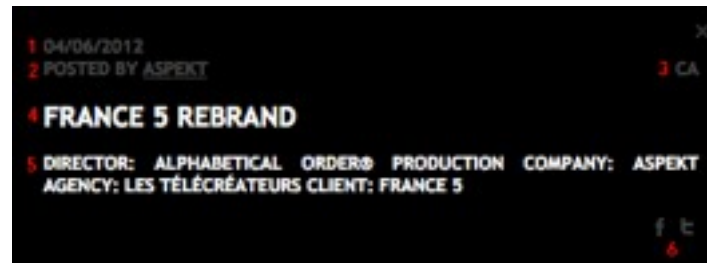 X
1 04/06/2012
2 POSTED BY ASPEKT 3 CA
4 FRANCE 5 REBRAND
5 DIRECTOR: ALPHABETICAL ORDER® PRODUCTION COMPANY: ASPEKT
AGENCY: LES TÉLÉCRÉATEURS CLIENT: FRANCE 5
f t
6